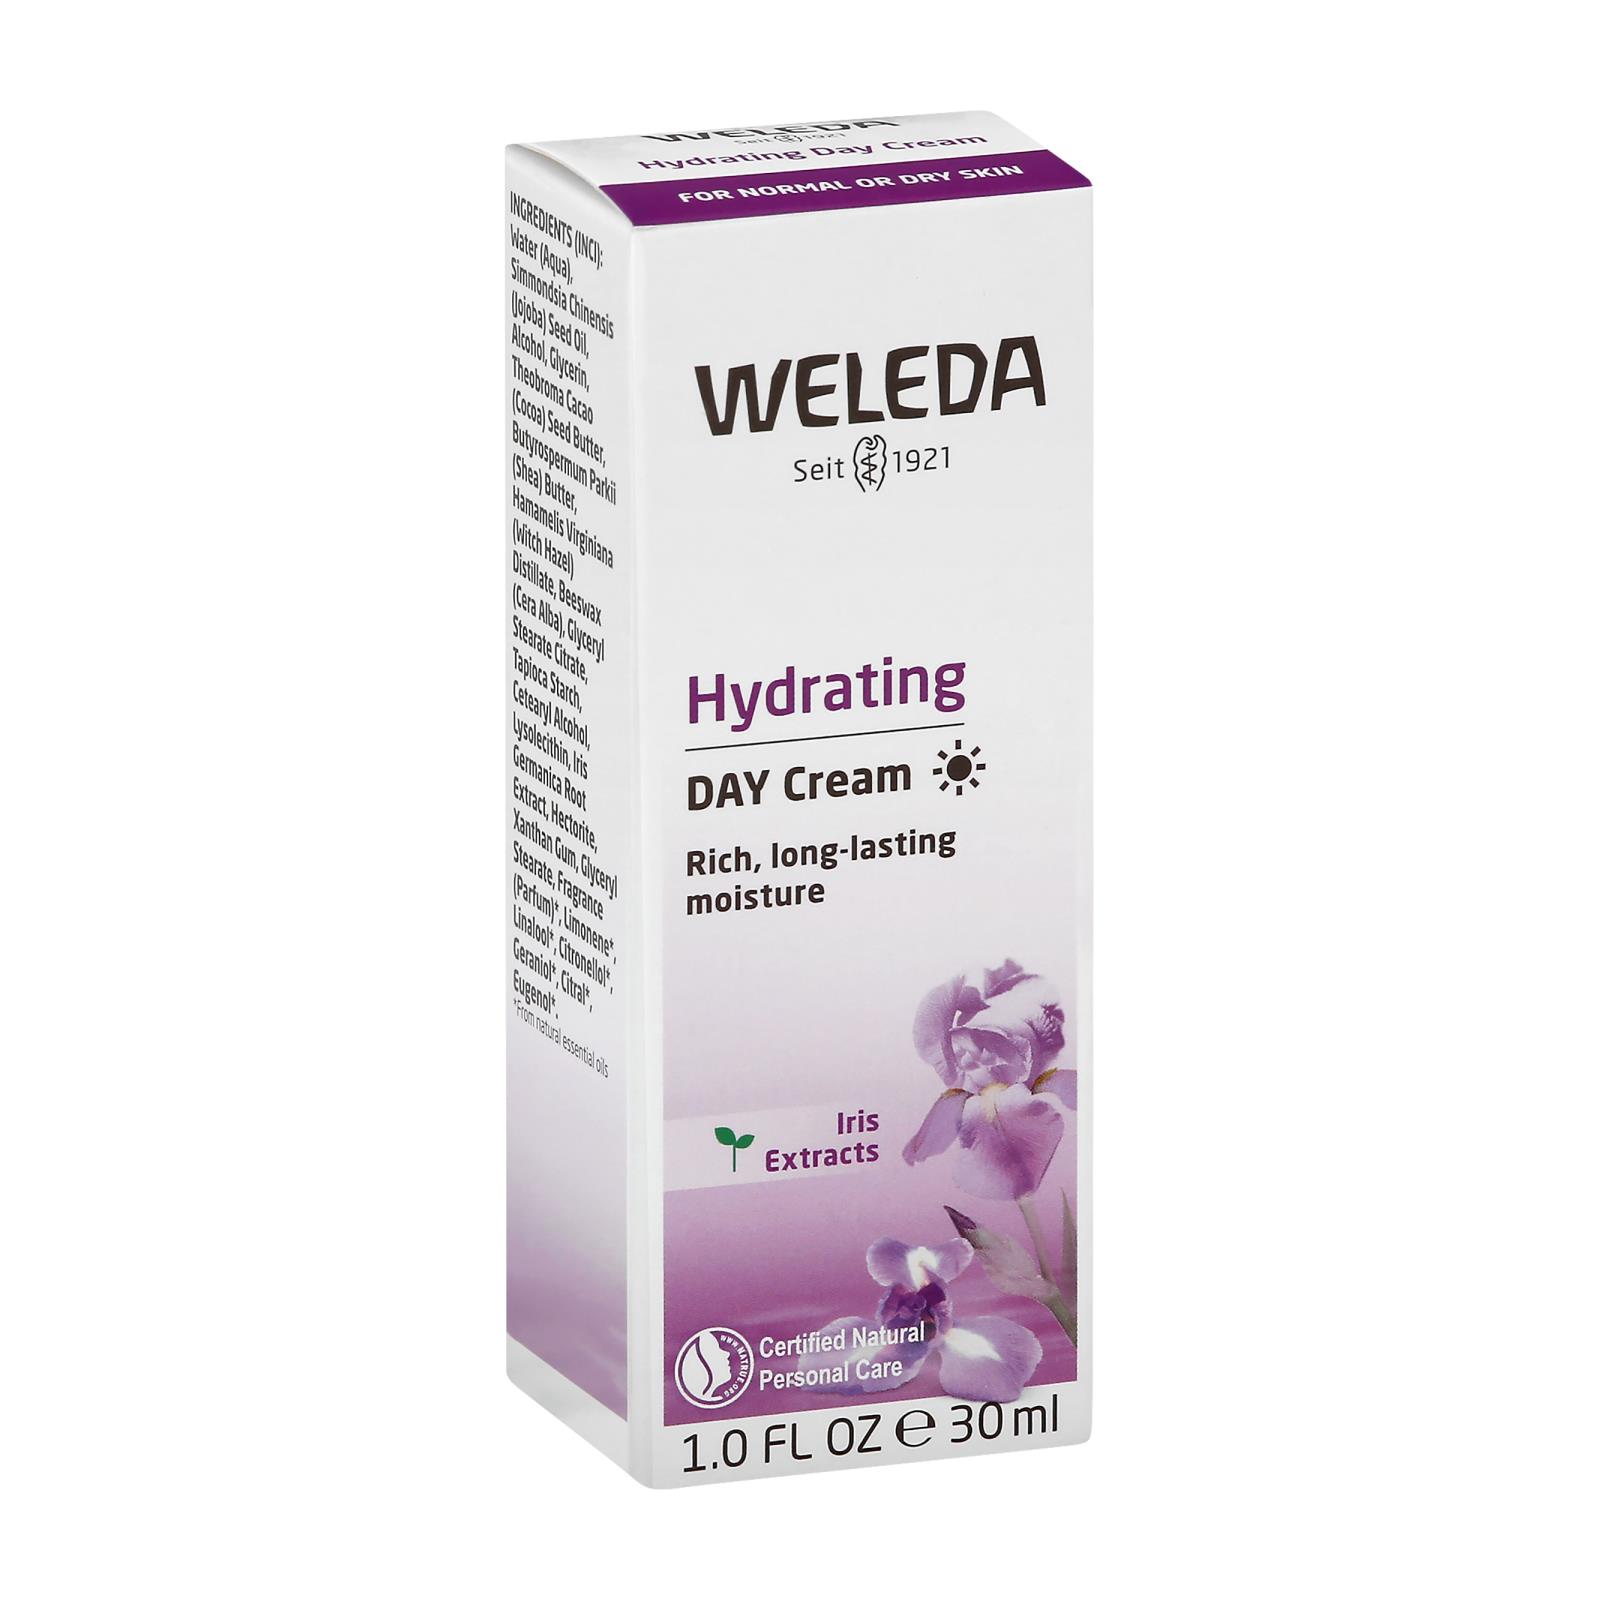 WELEDA
Seit 1921
Hydrating Day Cream
FOR NORMAL OR DRY SKIN
INGREDIENTS (INCI):
Water (Aqua),
Simmondsia Chinensis
(Jojoba) Seed Oil,
Alcohol, Glycerin,
Theobroma Cacao
(Cocoa) Seed Butter,
Butyrospermum Parkii
(Shea) Butter,
Hamamelis Virginiana
(Witch Hazel)
Distillate, Beeswax
(Cera Alba), Glyceryl
Stearate Citrate,
Tapioca Starch,
Cetearyl Alcohol,
Lysolecithin, Iris
Germanica Root
Extract, Hectorite,
Xanthan Gum, Glyceryl
Stearate, Fragrance
(Parfum)*, Limonene*,
Linalool*, Citronellol*,
Geraniol*, Citral*,
Eugenol*.
*From natural essential oils
WELEDA
Seit 1921
Hydrating
DAY Cream
Rich, long-lasting
moisture
Iris
Extracts
WWW.NATRUE.ORG
Certified Natural
Personal Care
1.0 FL OZ ℮ 30 ml